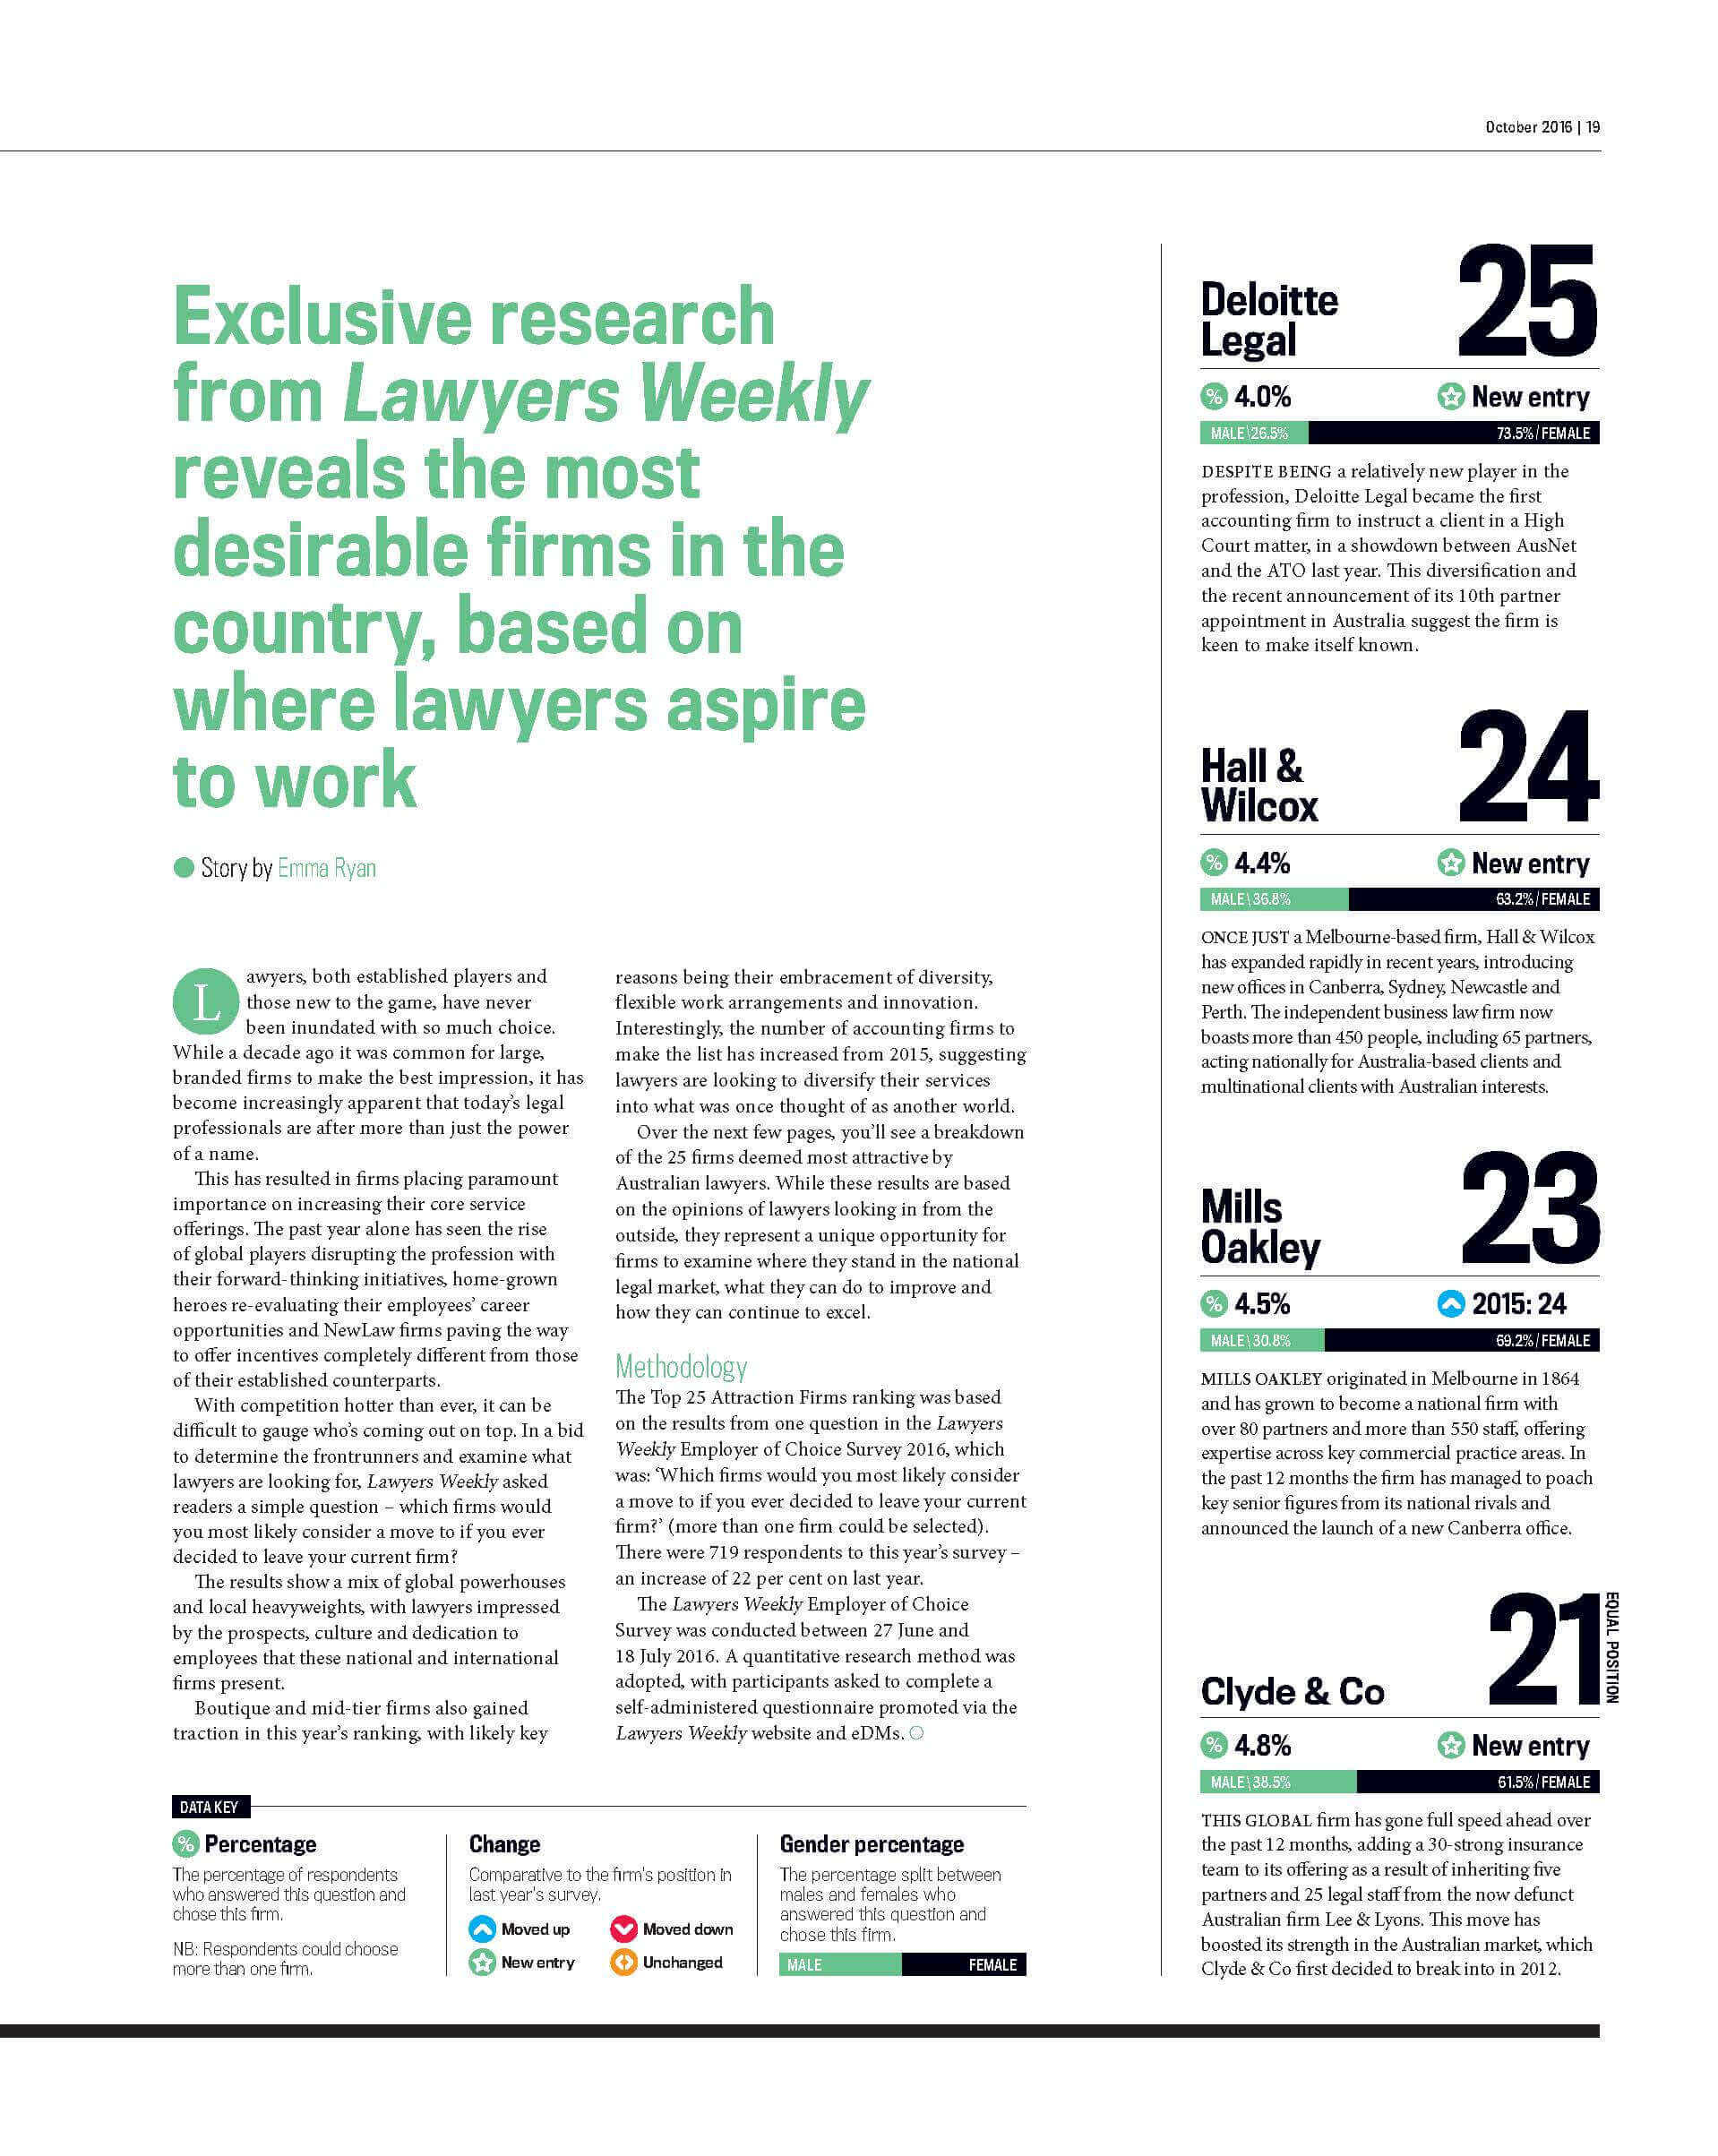 October 2016 | 19
Exclusive research
from Lawyers Weekly
reveals the most
desirable firms in the
country, based on
where lawyers aspire
to work
Story by Emma Ryan
Lawyers, both established players and
those new to the game, have never
been inundated with so much choice.
While a decade ago it was common for large,
branded firms to make the best impression, it has
become increasingly apparent that today's legal
professionals are after more than just the power
of a name.
This has resulted in firms placing paramount
importance on increasing their core service
offerings. The past year alone has seen the rise
of global players disrupting the profession with
their forward-thinking initiatives, home-grown
heroes re-evaluating their employees' career
opportunities and NewLaw firms paving the way
to offer incentives completely different from those
of their established counterparts.
With competition hotter than ever, it can be
difficult to gauge who's coming out on top. In a bid
to determine the frontrunners and examine what
lawyers are looking for, Lawyers Weekly asked
readers a simple question – which firms would
you most likely consider a move to if you ever
decided to leave your current firm?
The results show a mix of global powerhouses
and local heavyweights, with lawyers impressed
by the prospects, culture and dedication to
employees that these national and international
firms present.
Boutique and mid-tier firms also gained
traction in this year's ranking, with likely key
reasons being their embracement of diversity,
flexible work arrangements and innovation.
Interestingly, the number of accounting firms to
make the list has increased from 2015, suggesting
lawyers are looking to diversify their services
into what was once thought of as another world.
Over the next few pages, you'll see a breakdown
of the 25 firms deemed most attractive by
Australian lawyers. While these results are based
on the opinions of lawyers looking in from the
outside, they represent a unique opportunity for
firms to examine where they stand in the national
legal market, what they can do to improve and
how they can continue to excel.
Methodology
The Top 25 Attraction Firms ranking was based
on the results from one question in the Lawyers
Weekly Employer of Choice Survey 2016, which
was: 'Which firms would you most likely consider
a move to if you ever decided to leave your current
firm?' (more than one firm could be selected).
There were 719 respondents to this year's survey –
an increase of 22 per cent on last year.
The Lawyers Weekly Employer of Choice
Survey was conducted between 27 June and
18 July 2016. A quantitative research method was
adopted, with participants asked to complete a
self-administered questionnaire promoted via the
Lawyers Weekly website and eDMs.
DATA KEY
% Percentage
The percentage of respondents
who answered this question and
chose this firm.
NB: Respondents could choose
more than one firm.
Change
Comparative to the firm's position in
last year's survey.
Moved up
Moved down
New entry
Unchanged
Gender percentage
The percentage split between
males and females who
answered this question and
chose this firm.
MALE
FEMALE
Deloitte
Legal
25
% 4.0%
New entry
MALE\26.5%
73.5%/FEMALE
DESPITE BEING a relatively new player in the
profession, Deloitte Legal became the first
accounting firm to instruct a client in a High
Court matter, in a showdown between AusNet
and the ATO last year. This diversification and
the recent announcement of its 10th partner
appointment in Australia suggest the firm is
keen to make itself known.
Hall &
Wilcox
24
% 4.4%
New entry
MALE\36.8%
63.2%/FEMALE
ONCE JUST a Melbourne-based firm, Hall & Wilcox
has expanded rapidly in recent years, introducing
new offices in Canberra, Sydney, Newcastle and
Perth. The independent business law firm now
boasts more than 450 people, including 65 partners,
acting nationally for Australia-based clients and
multinational clients with Australian interests.
Mills
Oakley
23
% 4.5%
2015: 24
MALE\30.8%
69.2%/FEMALE
MILLS OAKLEY originated in Melbourne in 1864
and has grown to become a national firm with
over 80 partners and more than 550 staff, offering
expertise across key commercial practice areas. In
the past 12 months the firm has managed to poach
key senior figures from its national rivals and
announced the launch of a new Canberra office.
Clyde & Co
21
EQUAL POSITION
% 4.8%
New entry
MALE\38.5%
61.5%/FEMALE
THIS GLOBAL firm has gone full speed ahead over
the past 12 months, adding a 30-strong insurance
team to its offering as a result of inheriting five
partners and 25 legal staff from the now defunct
Australian firm Lee & Lyons. This move has
boosted its strength in the Australian market, which
Clyde & Co first decided to break into in 2012.